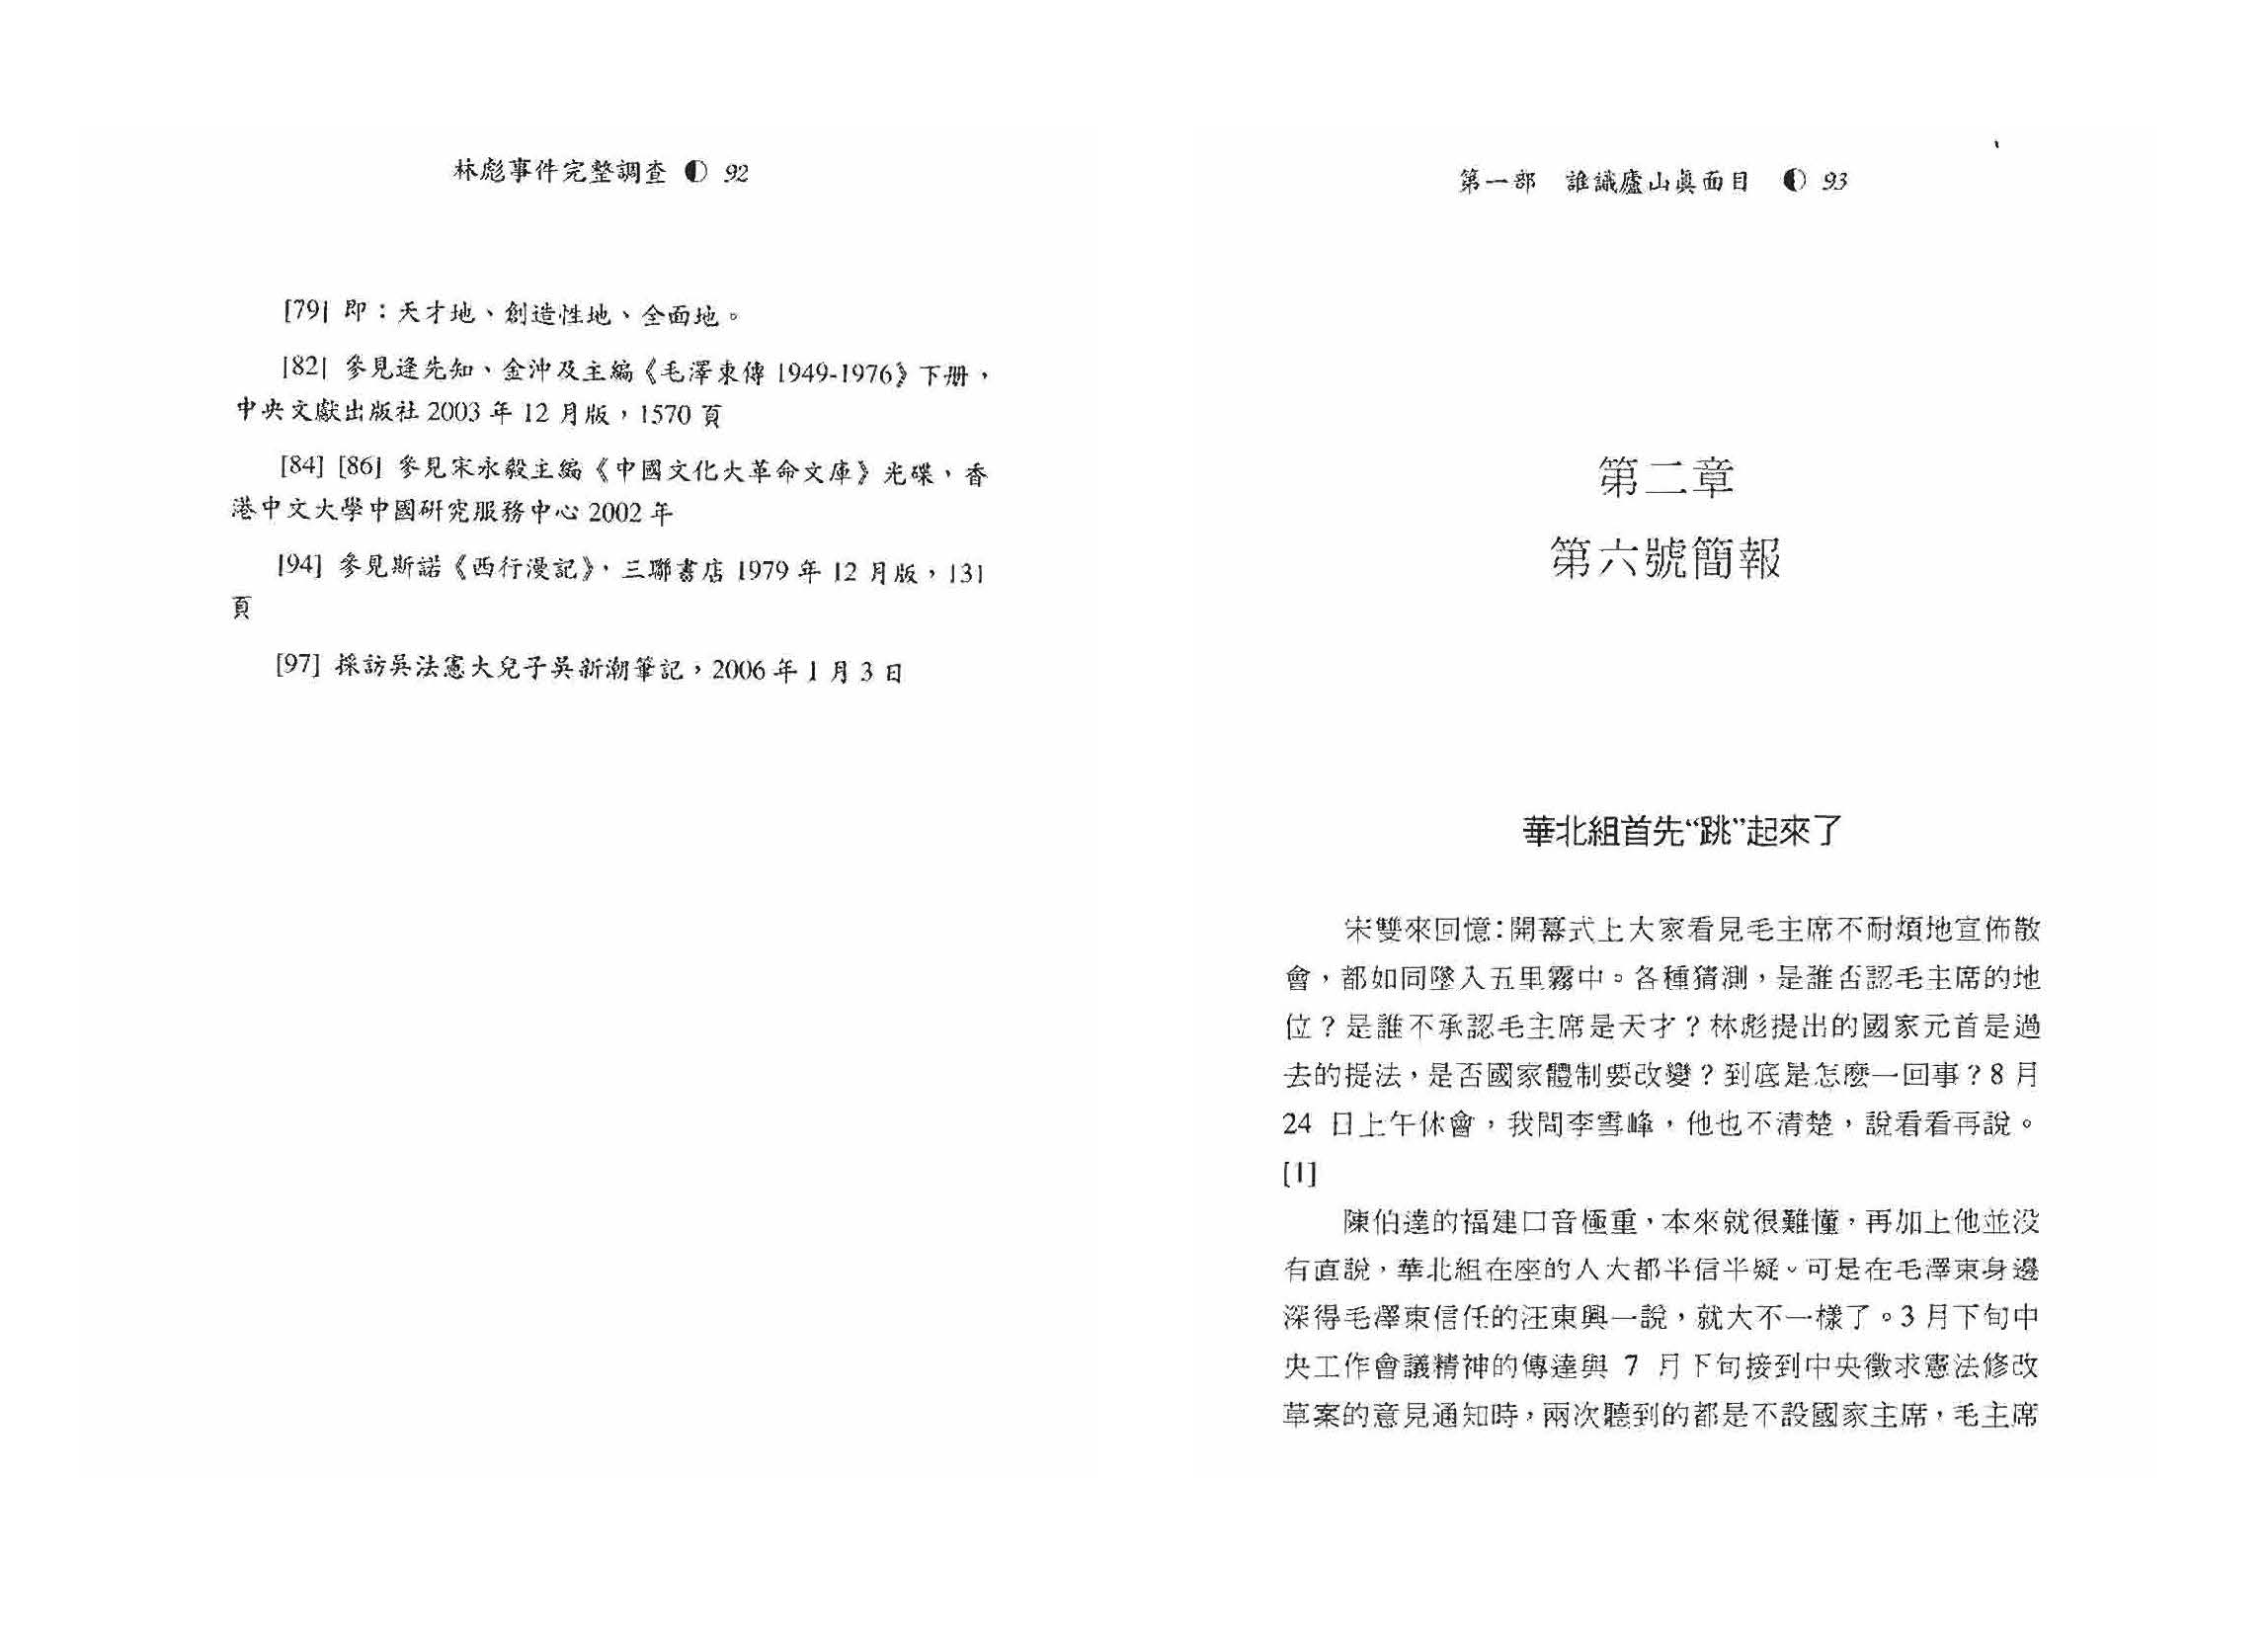 林彪事件完整調查 ◐ 92
[79] 即：天才地、創造性地、全面地。
[82] 參見逄先知、金沖及主編《毛澤東傳 1949-1976》下册，
中央文獻出版社 2003 年 12 月版，1570 頁
[84] [86] 參見宋永毅主編《中國文化大革命文庫》光碟，香
港中文大學中國研究服務中心 2002 年
[94] 參見斯諾《西行漫記》，三聯書店 1979 年 12 月版，131
頁
[97] 採訪吳法憲大兒子吳新潮筆記，2006 年 1 月 3 日
第一部　誰識廬山眞面目 ◐ 93
第二章
第六號簡報
華北組首先“跳”起來了
宋雙來回憶：開幕式上大家看見毛主席不耐煩地宣佈散
會，都如同墜入五里霧中。各種猜測，是誰否認毛主席的地
位？是誰不承認毛主席是天才？林彪提出的國家元首是過
去的提法，是否國家體制要改變？到底是怎麼一回事？8 月
24 日上午休會，我問李雪峰，他也不清楚，說看看再說。
[1]
陳伯達的福建口音極重，本來就很難懂，再加上他並没
有直說，華北組在座的人大都半信半疑。可是在毛澤東身邊
深得毛澤東信任的汪東興一說，就大不一樣了。3 月下旬中
央工作會議精神的傳達與 7 月下旬接到中央徵求憲法修改
草案的意見通知時，兩次聽到的都是不設國家主席，毛主席